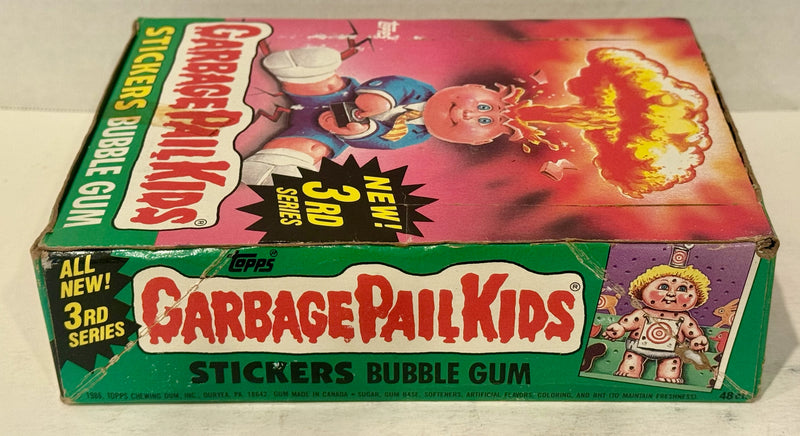 topps
GARBAGE PAIL KIDS®
STICKERS BUBBLE GUM
NEW!
3RD
SERIES
ALL
NEW!
3RD
SERIES
topps®
GARBAGE PAIL KIDS®
STICKERS BUBBLE GUM
1986, TOPPS CHEWING GUM, INC., DURYEA, PA. 18642. GUM MADE IN CANADA – SUGAR, GUM BASE, SOFTENERS, ARTIFICIAL FLAVORS, COLORING, AND BHT (TO MAINTAIN FRESHNESS).
48 cts